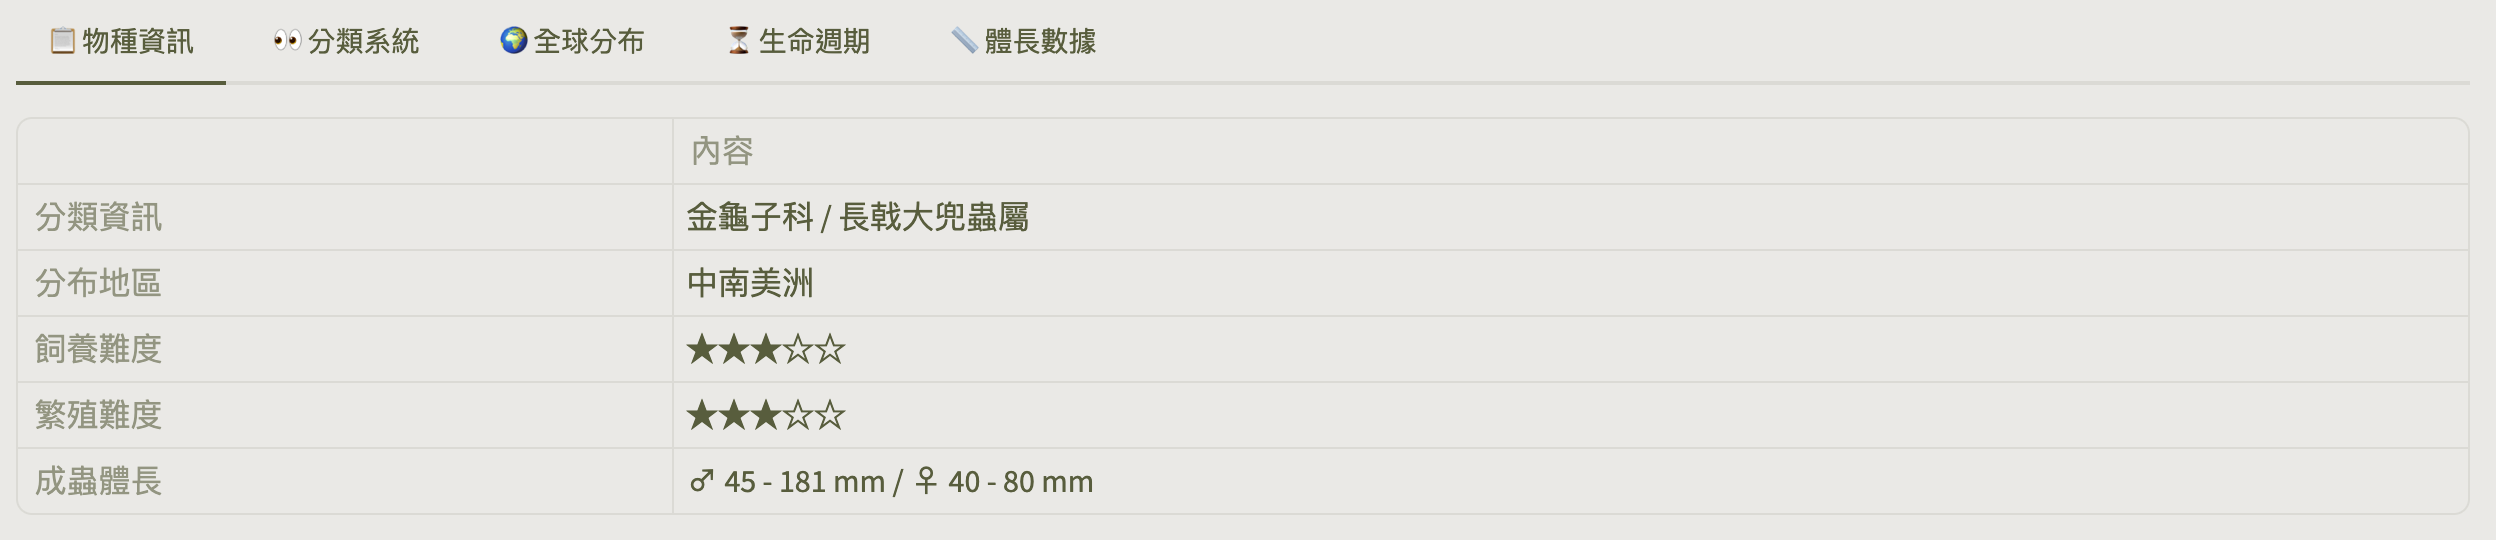 📋 物種資訊 👀 分類系統 🌍 全球分布 ⏳ 生命週期 📏 體長數據
內容
分類資訊 金龜子科 / 長戟大兜蟲屬
分布地區 中南美洲
飼養難度 ★★★☆☆
繁殖難度 ★★★☆☆
成蟲體長 ♂ 45 - 181 mm / ♀ 40 - 80 mm